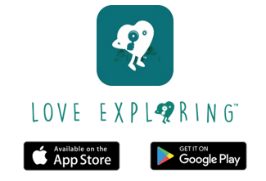 LOVE EXPLORING™
Available on the
App Store
GET IT ON
Google Play